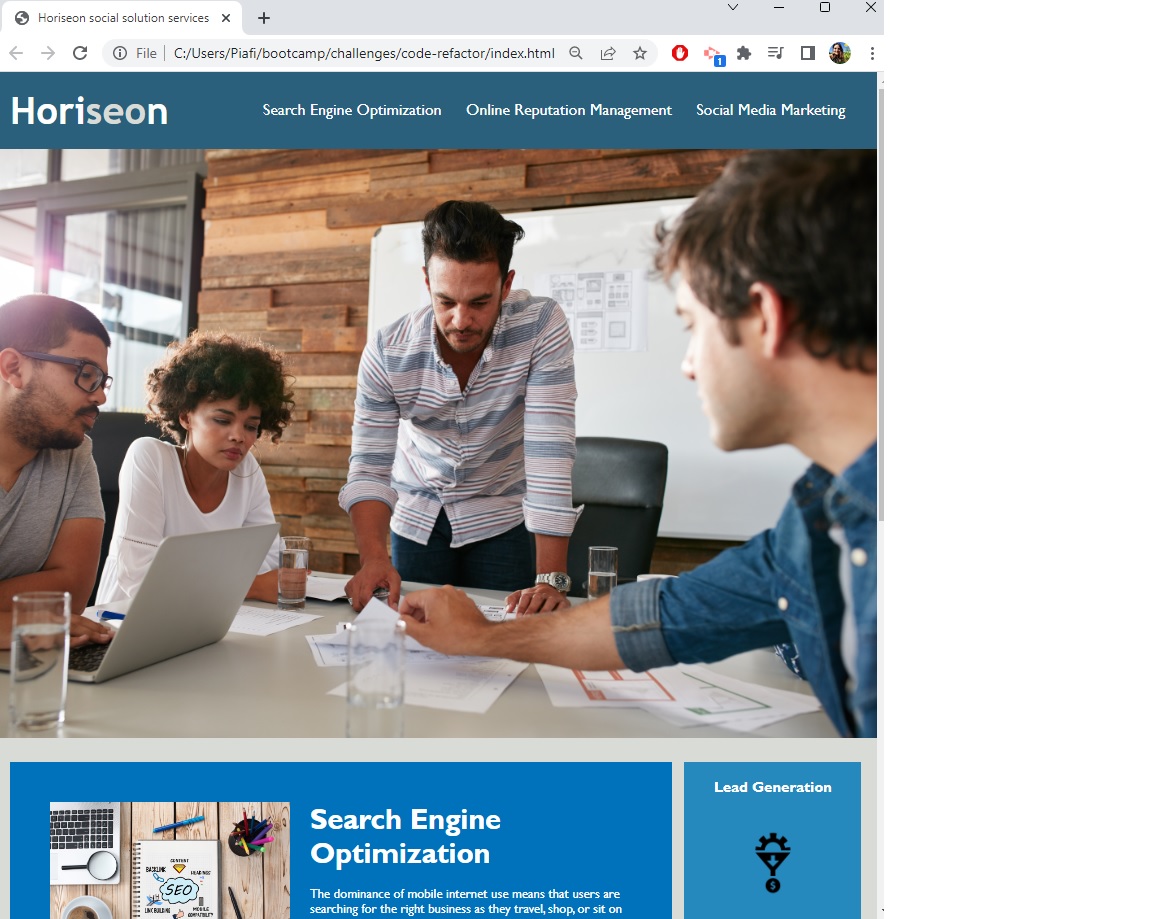 Horiseon social solution services
File C:/Users/Piafi/bootcamp/challenges/code-refactor/index.html
1
Horiseon
Search Engine Optimization Online Reputation Management Social Media Marketing
Lead Generation
Search Engine
Optimization
CONTENT
BACKLINK
HEADINGS
SEO
LINK BUILDING
MOBILE
$
The dominance of mobile internet use means that users are
searching for the right business as they travel, shop, or sit on